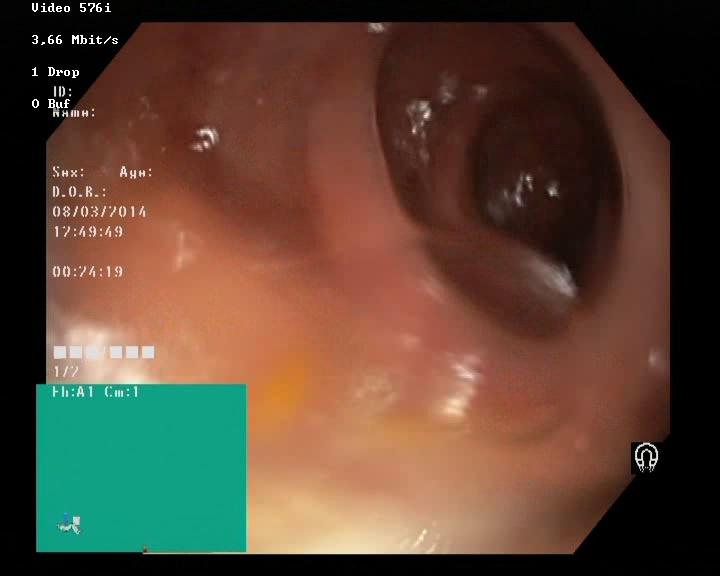 Video 576i
3,66 Mbit/s
1 Drop
ID:
0 Buf
Name:
Sex: Age:
D.O.B.:
08/03/2014
12:49:49
00:24:19
1/2
Eh:A1 Cm:1